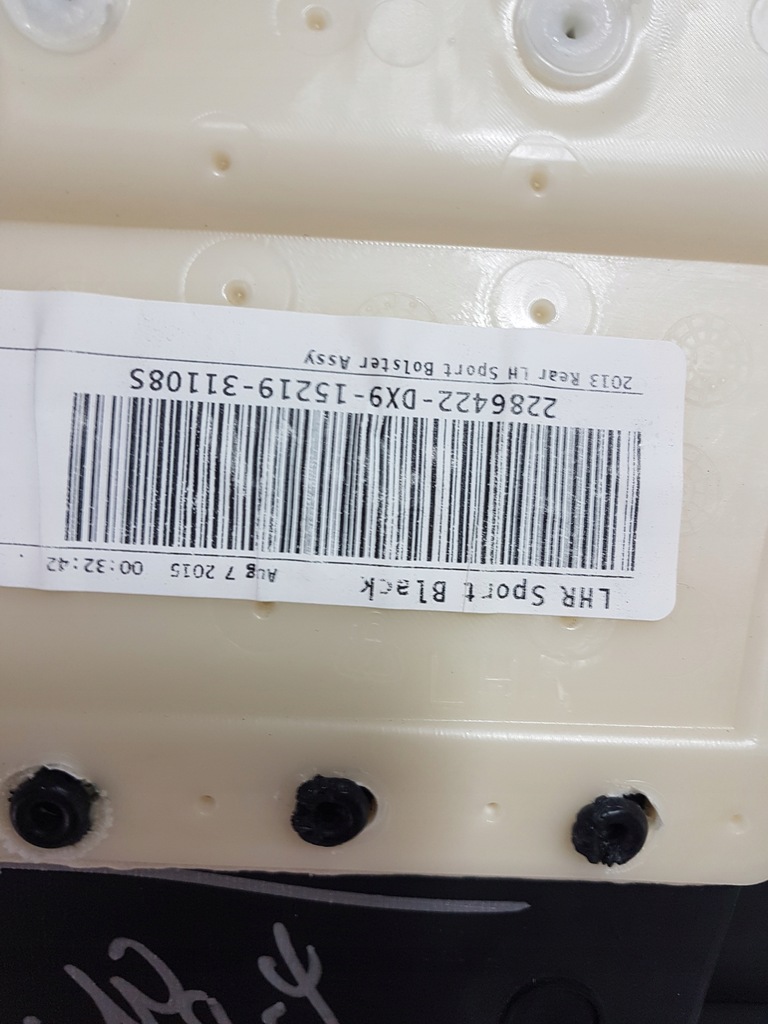 LHR Sport Black Aug 7 2015 00:32:42
2286422-DX9-15219-31108S
2013 Rear LH Sport Bolster Assy
LH